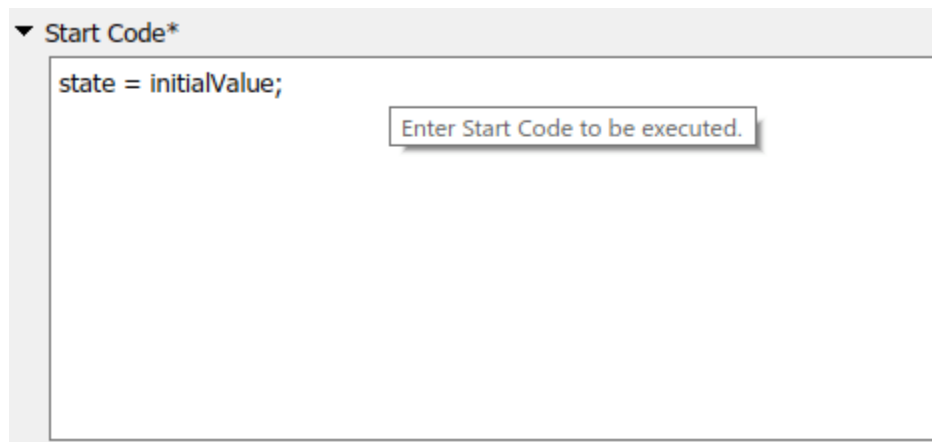 Start Code*
state = initialValue;
Enter Start Code to be executed.